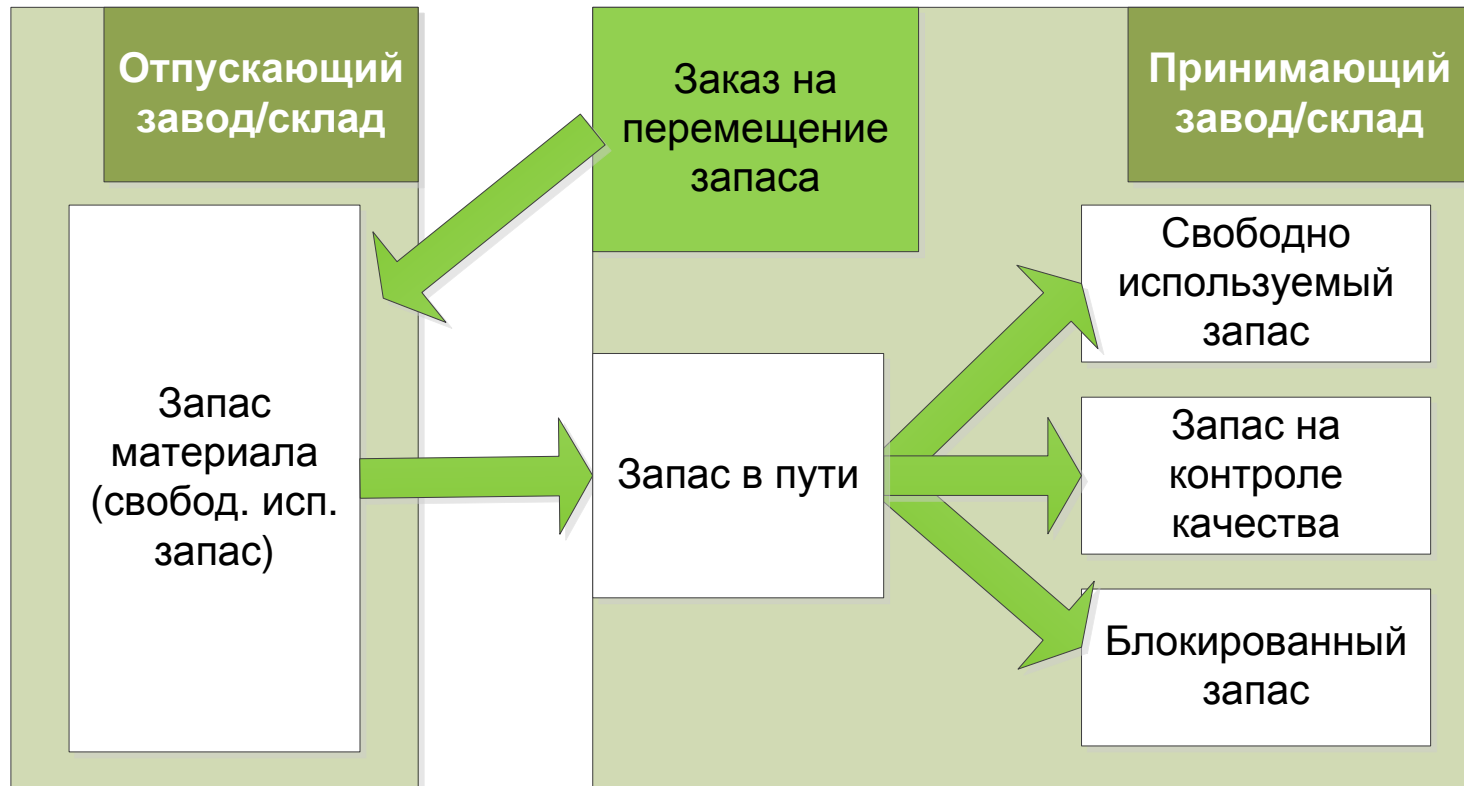 Отпускающий
завод/склад
Заказ на
перемещение
запаса
Принимающий
завод/склад
Запас
материала
(свобод. исп.
запас)
Запас в пути
Свободно
используемый
запас
Запас на
контроле
качества
Блокированный
запас